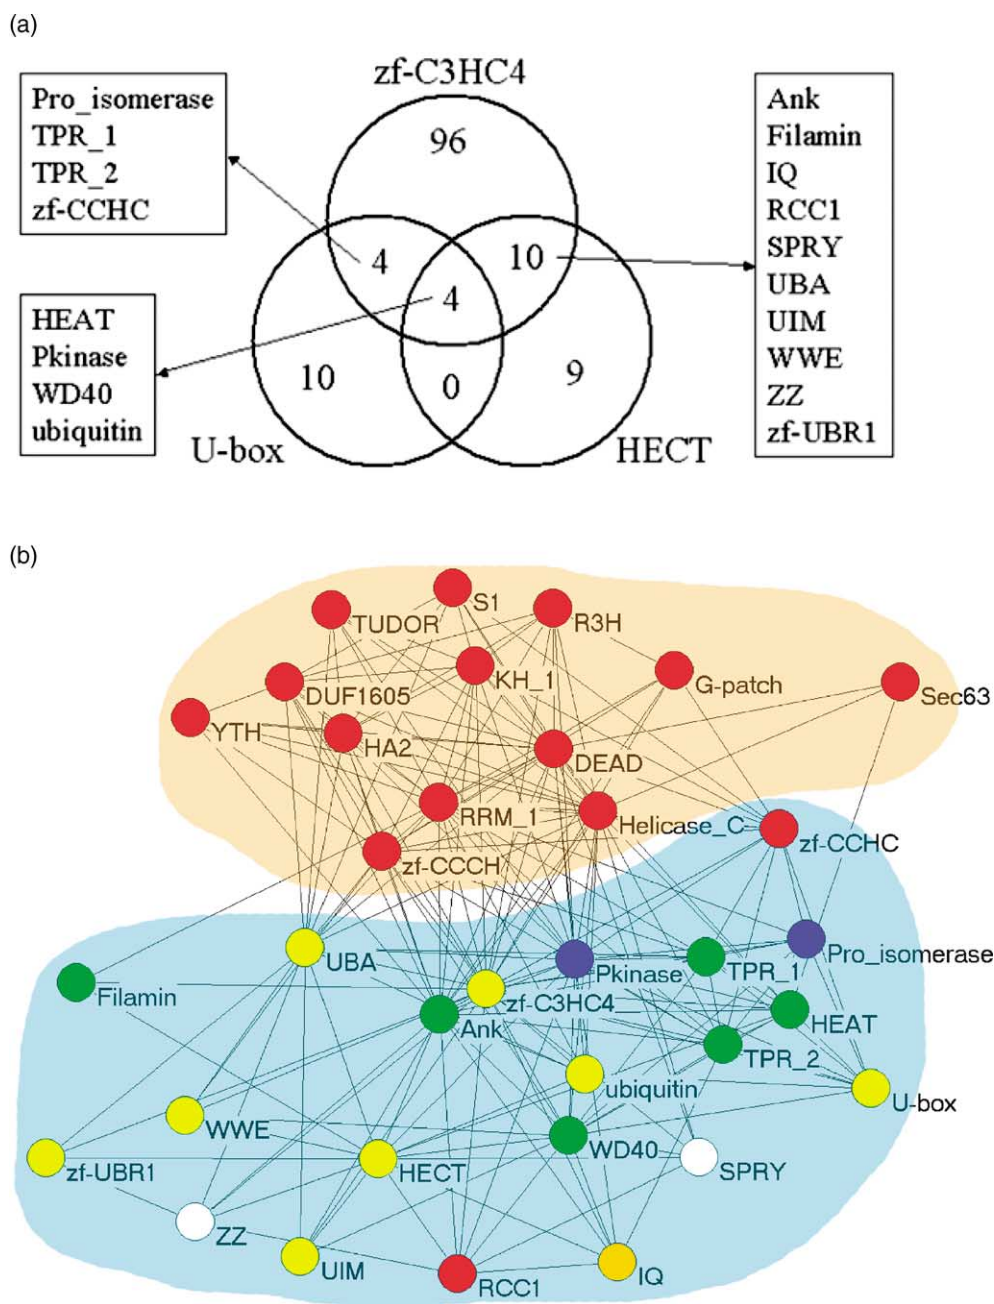 (a)
zf-C3HC4
Pro_isomerase
TPR_1
TPR_2
zf-CCHC
96
Ank
Filamin
IQ
RCC1
SPRY
UBA
UIM
WWE
ZZ
zf-UBR1
4
10
4
HEAT
Pkinase
WD40
ubiquitin
10
0
9
U-box
HECT
(b)
S1
TUDOR
R3H
KH_1
G-patch
DUF1605
Sec63
YTH
HA2
DEAD
RRM_1
Helicase_C
zf-CCHC
zf-CCCH
UBA
Pkinase
TPR_1
Pro_isomerase
Filamin
zf-C3HC4
Ank
HEAT
TPR_2
ubiquitin
U-box
WWE
WD40
zf-UBR1
HECT
SPRY
ZZ
UIM
RCC1
IQ